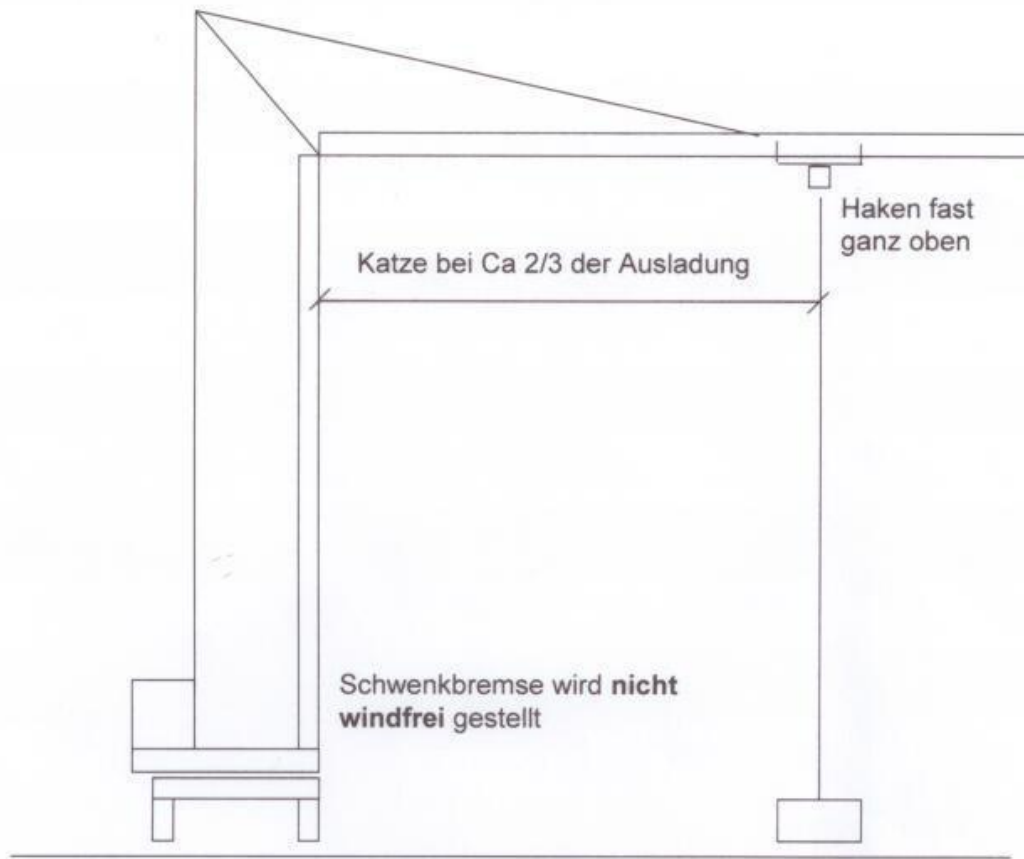 Haken fast
ganz oben
Katze bei Ca 2/3 der Ausladung
Schwenkbremse wird nicht
windfrei gestellt